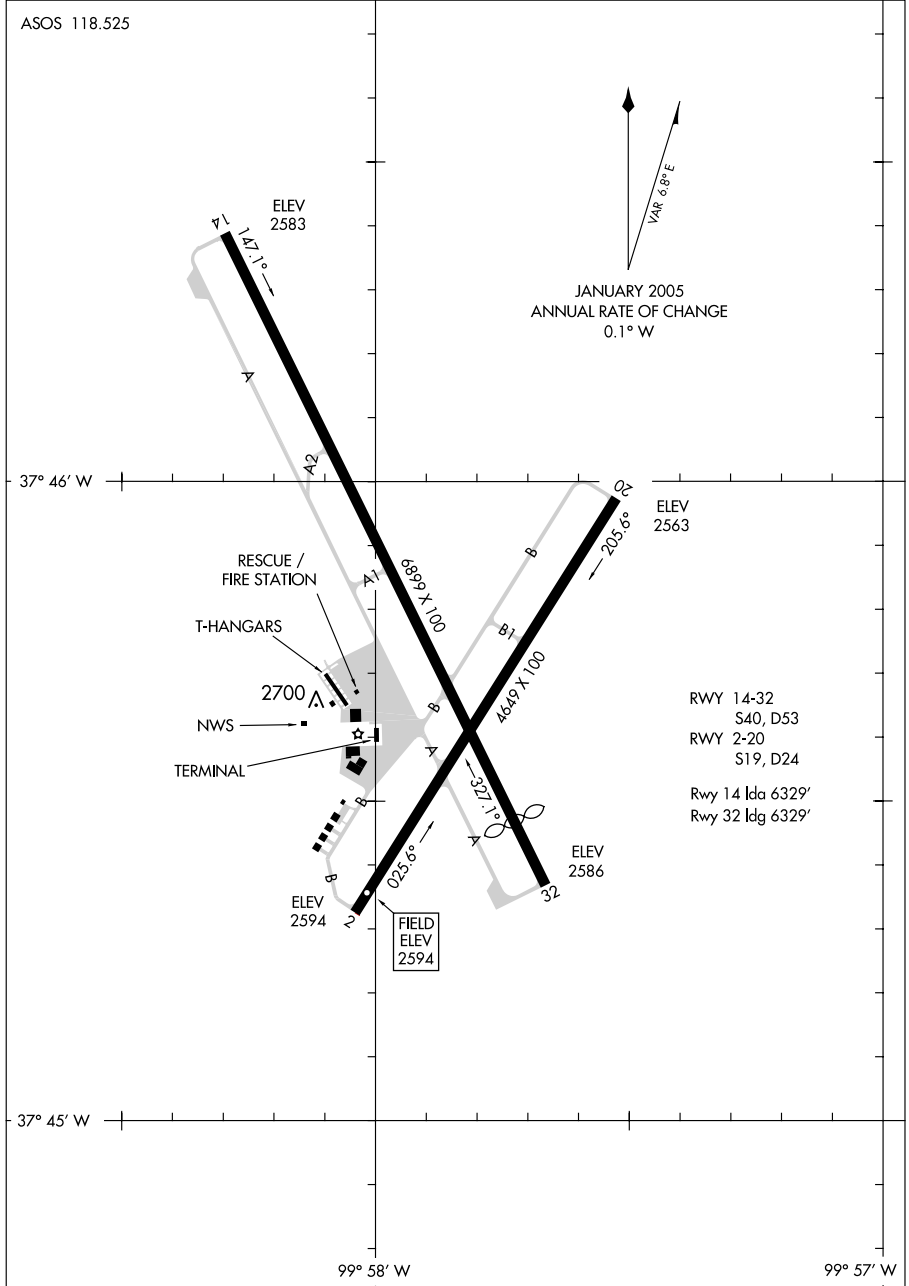 ASOS 118.525
VAR 6.8° E
JANUARY 2005
ANNUAL RATE OF CHANGE
0.1° W
ELEV
2583
14
147.1°
A
A2
37° 46' W
20
ELEV
2563
205.6°
B
B1
RESCUE /
FIRE STATION
A1
6899 X 100
T-HANGARS
2700
NWS
TERMINAL
B
4649 X 100
A
RWY 14-32
S40, D53
RWY 2-20
S19, D24
Rwy 14 lda 6329'
Rwy 32 ldg 6329'
327.1°
B
A
025.6°
B
ELEV
2586
32
ELEV
2594
2
FIELD
ELEV
2594
37° 45' W
99° 58' W
99° 57' W